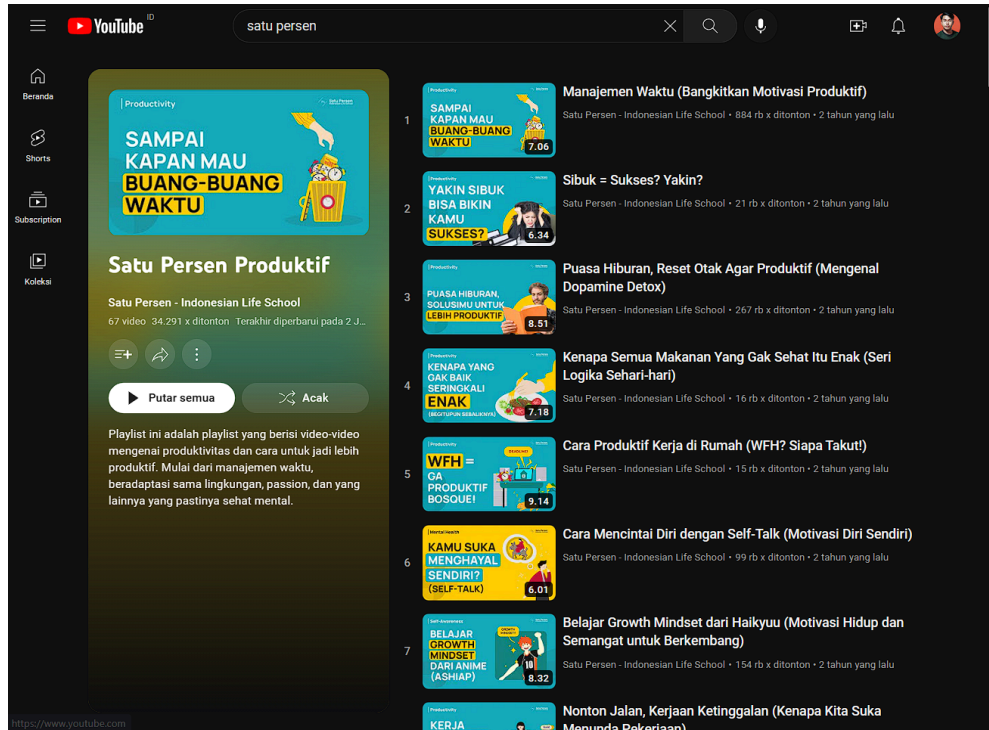 YouTube ID
satu persen
Beranda
Shorts
Subscription
Koleksi
Productivity
Satu Persen
SAMPAI
KAPAN MAU
BUANG-BUANG
WAKTU
Satu Persen Produktif
Satu Persen - Indonesian Life School
67 video 34.291 x ditonton Terakhir diperbarui pada 2 J...
Putar semua
Acak
Playlist ini adalah playlist yang berisi video-video
mengenai produktivitas dan cara untuk jadi lebih
produktif. Mulai dari manajemen waktu,
beradaptasi sama lingkungan, passion, dan yang
lainnya yang pastinya sehat mental.
1
Productivity
SAMPAI
KAPAN MAU
BUANG-BUANG
WAKTU
7.06
Manajemen Waktu (Bangkitkan Motivasi Produktif)
Satu Persen - Indonesian Life School • 884 rb x ditonton • 2 tahun yang lalu
2
Productivity
YAKIN SIBUK
BISA BIKIN
KAMU
SUKSES?
6.34
Sibuk = Sukses? Yakin?
Satu Persen - Indonesian Life School • 21 rb x ditonton • 2 tahun yang lalu
3
Productivity
PUASA HIBURAN,
SOLUSIMU UNTUK
LEBIH PRODUKTIF
8.51
Puasa Hiburan, Reset Otak Agar Produktif (Mengenal
Dopamine Detox)
Satu Persen - Indonesian Life School • 267 rb x ditonton • 2 tahun yang lalu
4
Productivity
KENAPA YANG
GAK BAIK
SERINGKALI
ENAK
(BEGITUPUN SEBALIKNYA)
7.18
Kenapa Semua Makanan Yang Gak Sehat Itu Enak (Seri
Logika Sehari-hari)
Satu Persen - Indonesian Life School • 16 rb x ditonton • 2 tahun yang lalu
5
Productivity
WFH =
GA
PRODUKTIF
BOSQUE!
9.14
Cara Produktif Kerja di Rumah (WFH? Siapa Takut!)
Satu Persen - Indonesian Life School • 15 rb x ditonton • 2 tahun yang lalu
6
Mental Health
KAMU SUKA
MENGHAYAL
SENDIRI?
(SELF-TALK)
6.01
Cara Mencintai Diri dengan Self-Talk (Motivasi Diri Sendiri)
Satu Persen - Indonesian Life School • 99 rb x ditonton • 2 tahun yang lalu
7
Self-Awareness
BELAJAR
GROWTH
MINDSET
DARI ANIME
(ASHIAP)
10
8.32
Belajar Growth Mindset dari Haikyuu (Motivasi Hidup dan
Semangat untuk Berkembang)
Satu Persen - Indonesian Life School • 154 rb x ditonton • 2 tahun yang lalu
Productivity
KERJA
Nonton Jalan, Kerjaan Ketinggalan (Kenapa Kita Suka
Menunda Pekerjaan)
https://www.youtube.com